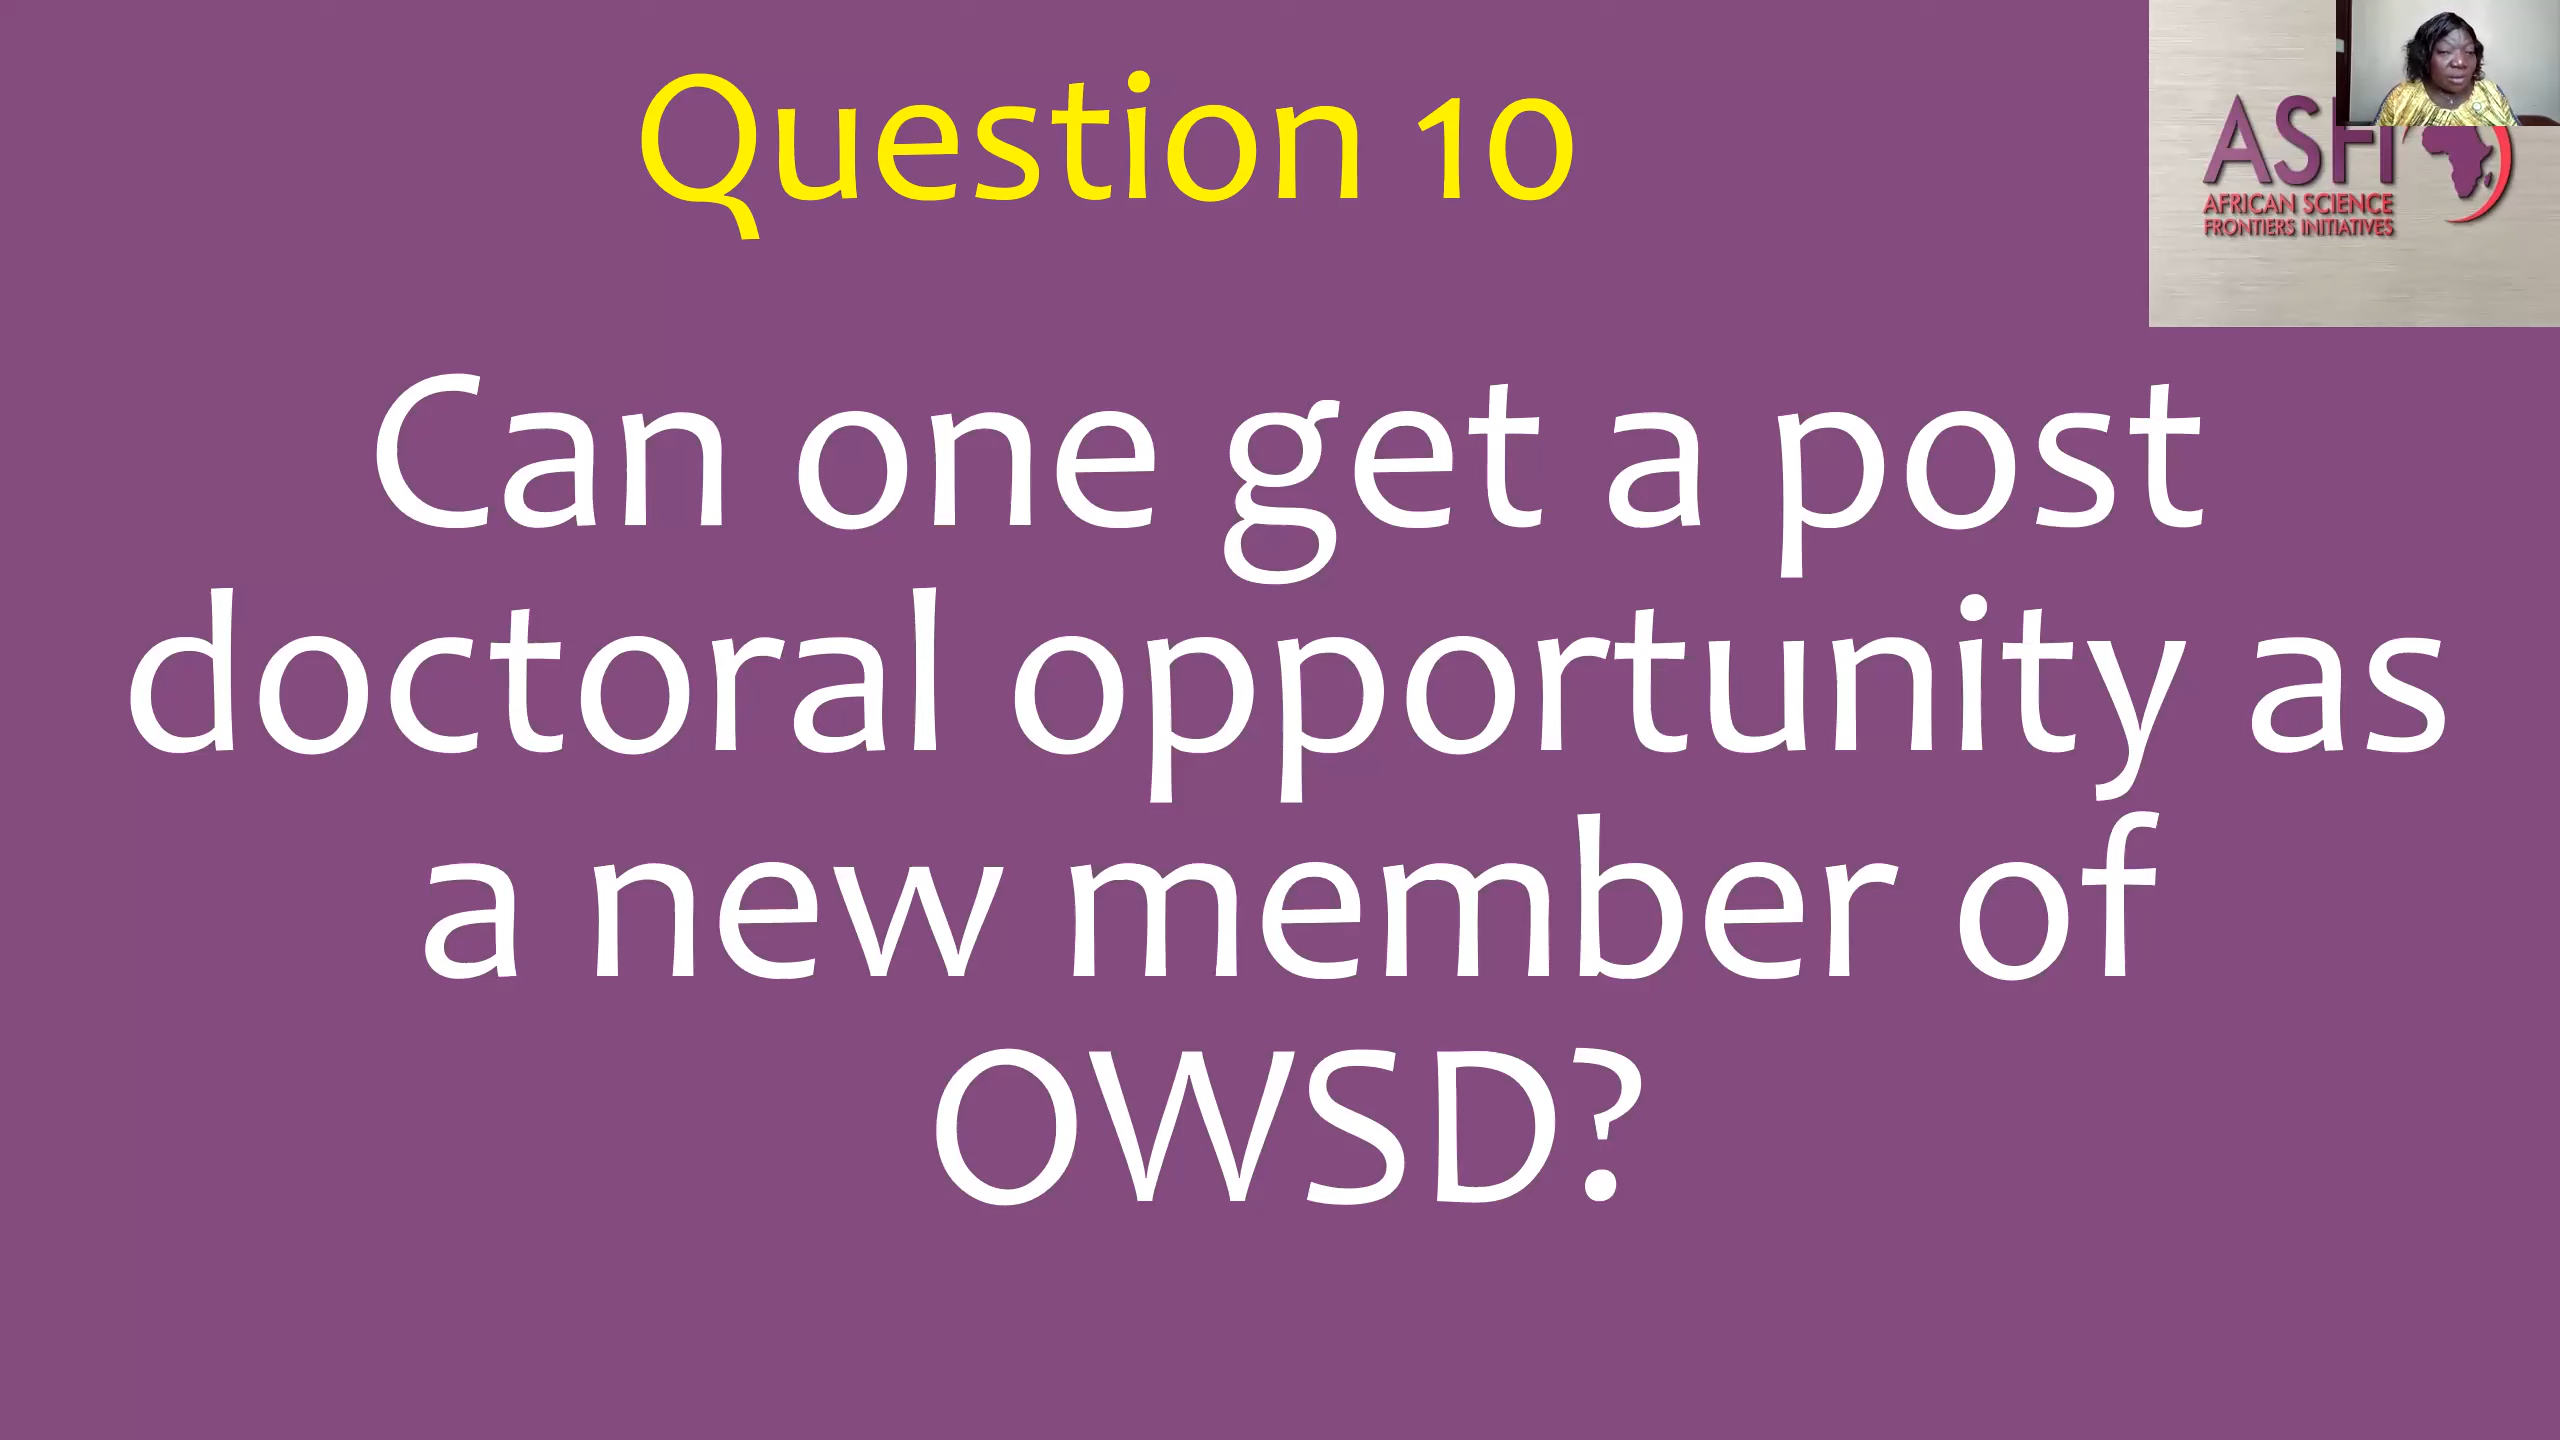 Question 10
ASFI
AFRICAN SCIENCE
FRONTIERS INITIATIVES
Can one get a post
doctoral opportunity as
a new member of
OWSD?